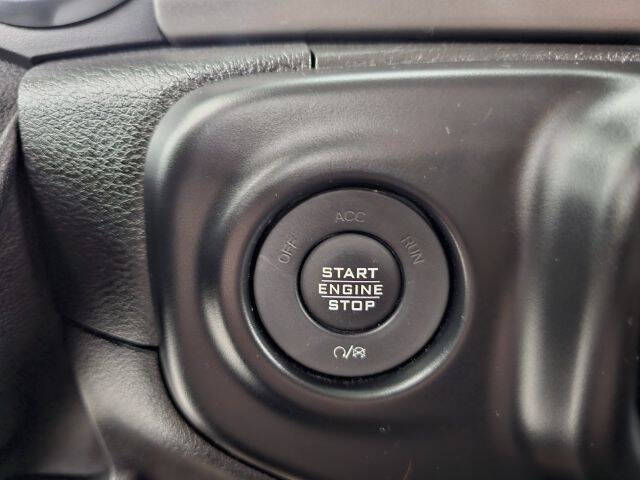 OFF
ACC
RUN
START
ENGINE
STOP